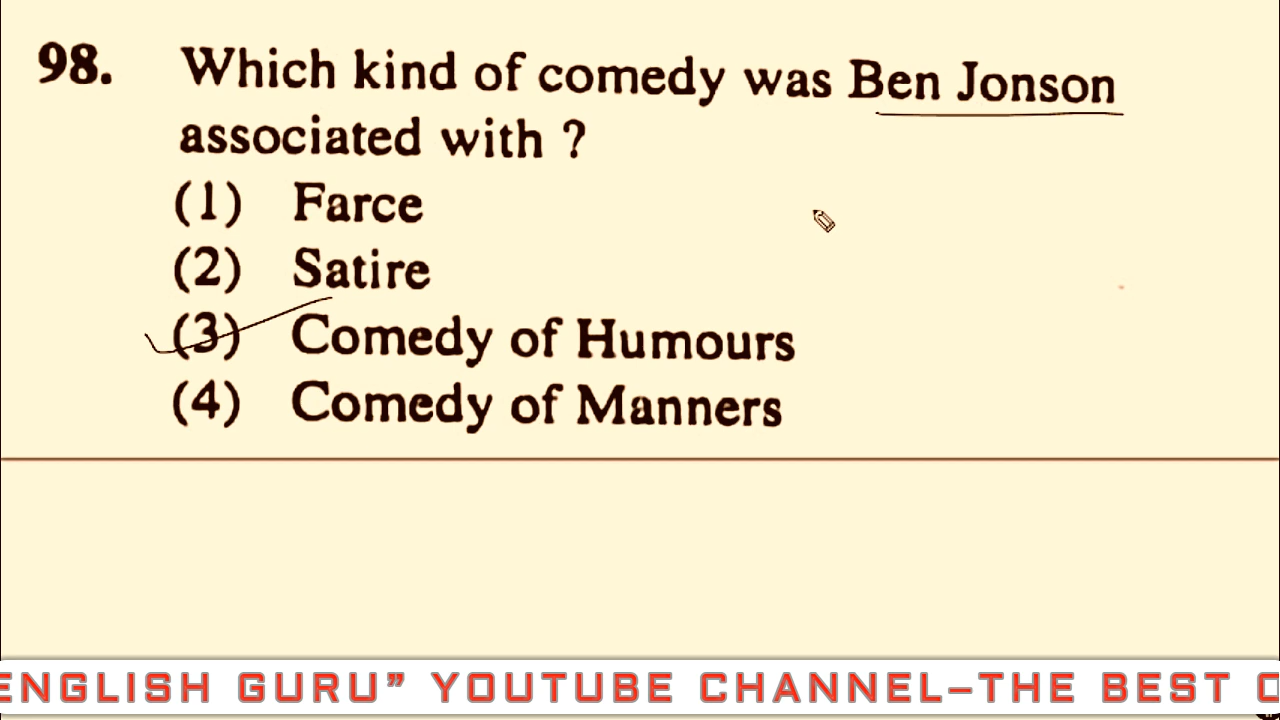 98. Which kind of comedy was Ben Jonson
associated with ?
(1) Farce
(2) Satire
(3) Comedy of Humours
(4) Comedy of Manners
ENGLISH GURU” YOUTUBE CHANNEL–THE BEST